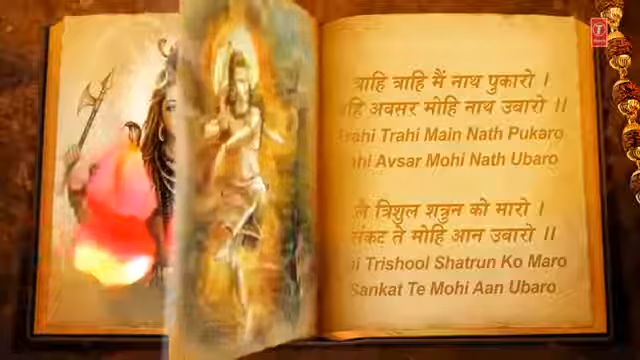 त्राहि त्राहि मैं नाथ पुकारो ।
अवसर मोहि नाथ उबारो ।।
Trahi Main Nath Pukaro
Avsar Mohi Nath Ubaro
त्रिशुल शत्रुन को मारो ।
ते मोहि आन उबारो ।।
Trishool Shatrun Ko Maro
Sankat Te Mohi Aan Ubaro